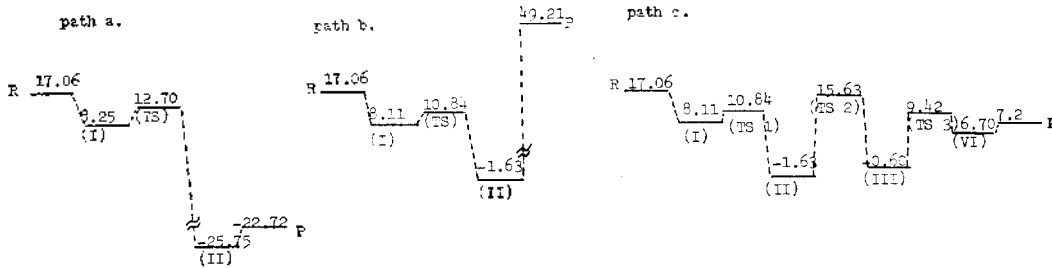 path a.
R 17.06
8.25
(I)
12.70
(TS)
-25.75
(II)
-22.72
P
path b.
R 17.06
8.11
(I)
10.84
(TS)
-1.63
(II)
49.21
P
path c.
R 17.06
8.11
(I)
10.84
(TS 1)
-1.63
(II)
15.63
(TS 2)
-0.60
(III)
9.42
(TS 3)
6.70
(VI)
7.2
P